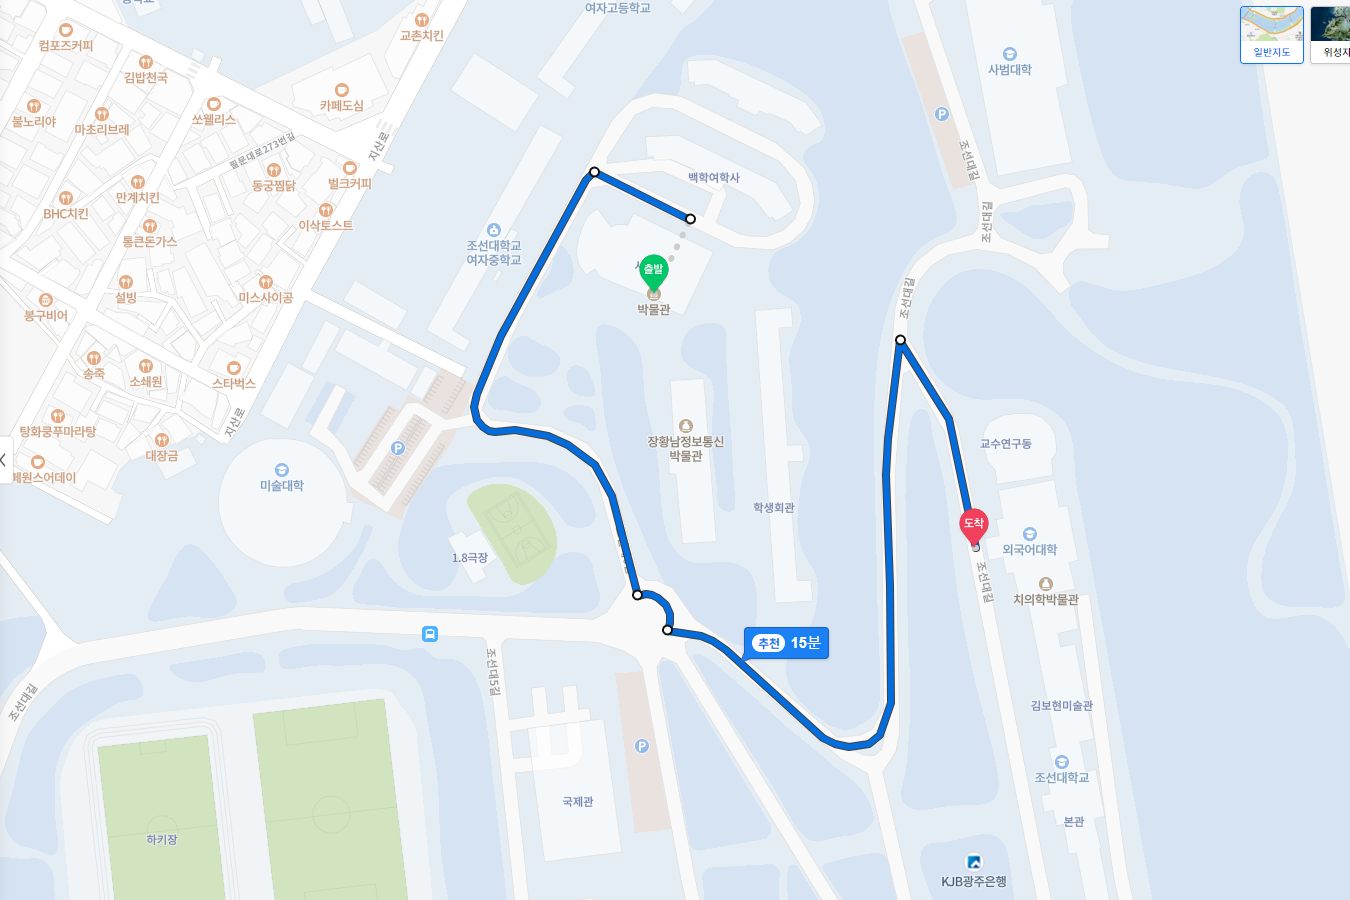 여자고등학교
일반지도
위성지
컴포즈커피
교촌치킨
김밥천국
사범대학
카페도심
불노리야
마초리브레
쏘웰리스
P
필문대로273번길
지산로
조선대길
동궁찜닭
벌크커피
만계치킨
백학여학사
BHC치킨
이삭토스트
통큰돈가스
조선대길
조선대학교
여자중학교
출발
설빙
미스사이공
조선대길
봉구비어
박물관
송죽
소쇄원
스타벅스
지산로
탕화쿵푸마라탕
대장금
P
장황남정보통신
박물관
교수연구동
폐원스어데이
미술대학
학생회관
도착
외국어대학
1.8극장
조선대길
치의학박물관
추천 15분
조선대5길
조선대길
김보현미술관
P
조선대학교
국제관
본관
하키장
KJB광주은행